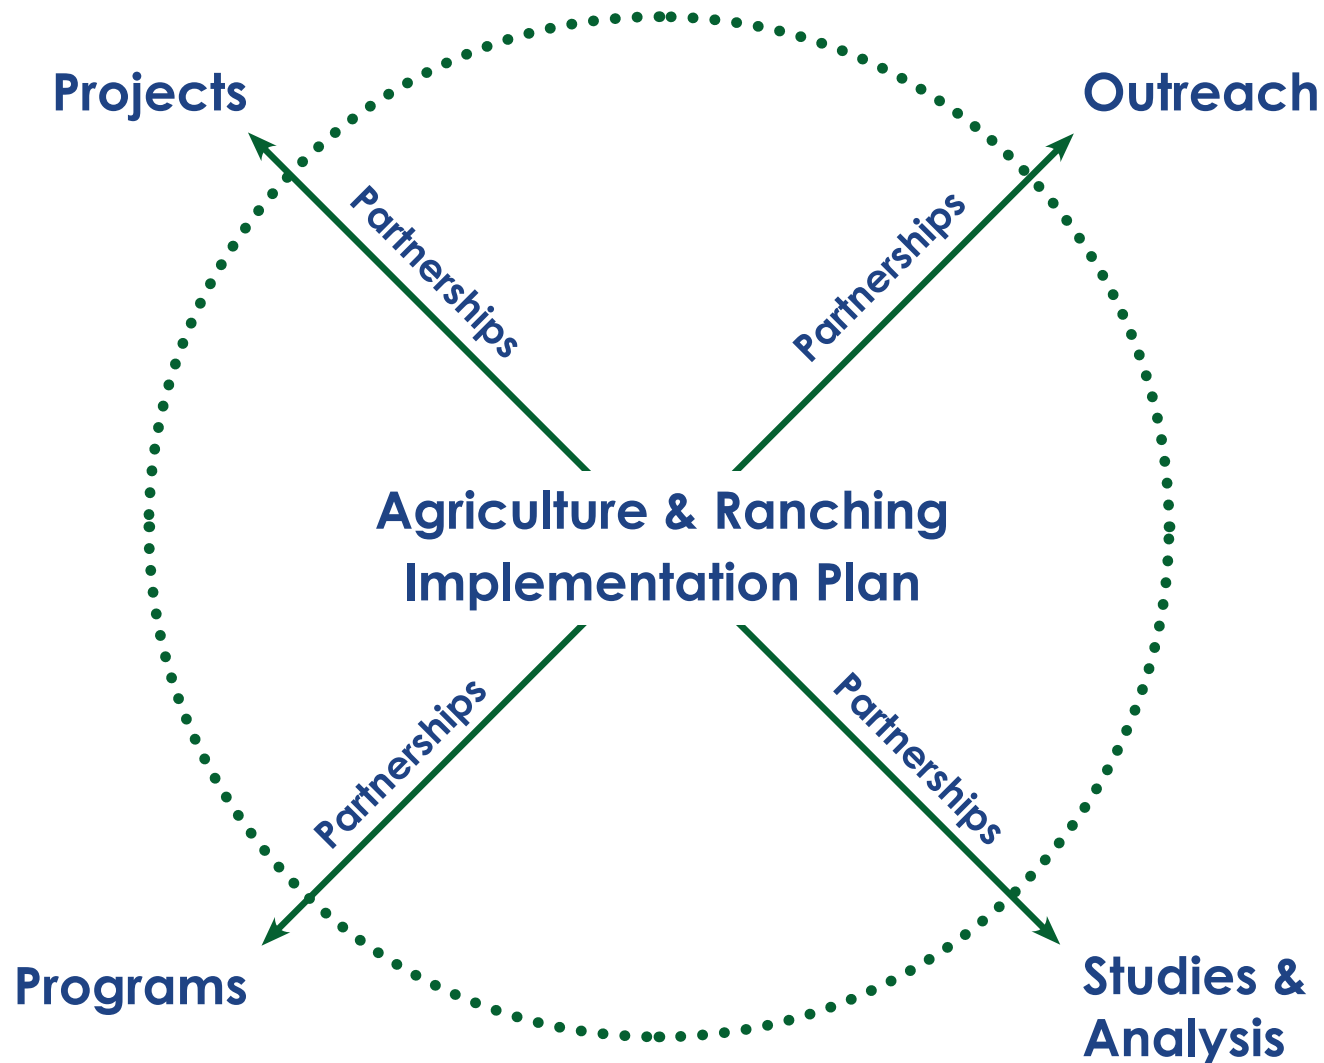 Projects
Outreach
Partnerships
Partnerships
Agriculture & Ranching
Implementation Plan
Partnerships
Partnerships
Programs
Studies &
Analysis